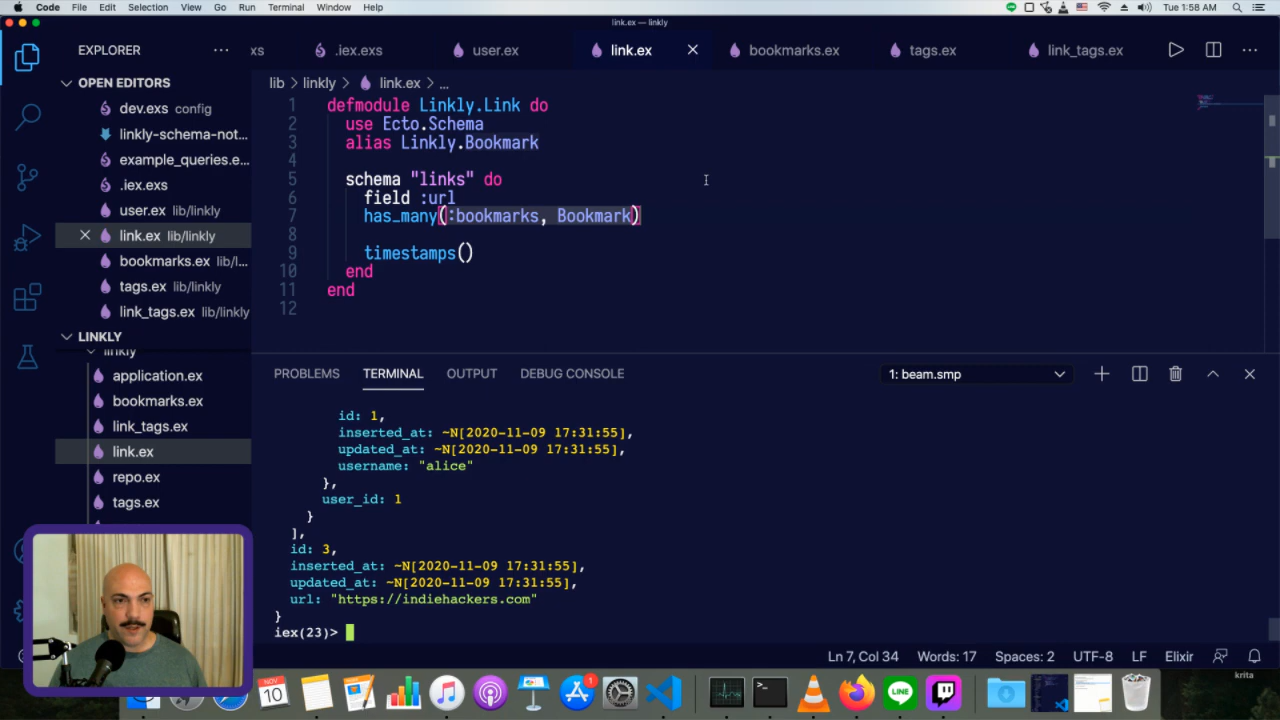 Code File Edit Selection View Go Run Terminal Window Help Tue 1:58 AM
link.ex — linkly
EXPLORER
xs .iex.exs user.ex link.ex bookmarks.ex tags.ex link_tags.ex
OPEN EDITORS
dev.exs config
linkly-schema-not...
example_queries.e...
.iex.exs
user.ex lib/linkly
link.ex lib/linkly
bookmarks.ex lib/l...
tags.ex lib/linkly
link_tags.ex lib/linkly
LINKLY
linkly
application.ex
bookmarks.ex
link_tags.ex
link.ex
repo.ex
tags.ex
lib > linkly > link.ex > ...
1 defmodule Linkly.Link do
2 use Ecto.Schema
3 alias Linkly.Bookmark
4
5 schema "links" do
6 field :url
7 has_many(:bookmarks, Bookmark)
8
9 timestamps()
10 end
11 end
12
PROBLEMS TERMINAL OUTPUT DEBUG CONSOLE 1: beam.smp
id: 1,
inserted_at: ~N[2020-11-09 17:31:55],
updated_at: ~N[2020-11-09 17:31:55],
username: "alice"
},
user_id: 1
}
],
id: 3,
inserted_at: ~N[2020-11-09 17:31:55],
updated_at: ~N[2020-11-09 17:31:55],
url: "https://indiehackers.com"
}
iex(23)>
Ln 7, Col 34 Words: 17 Spaces: 2 UTF-8 LF Elixir
NOV
10
1
LINE
krita